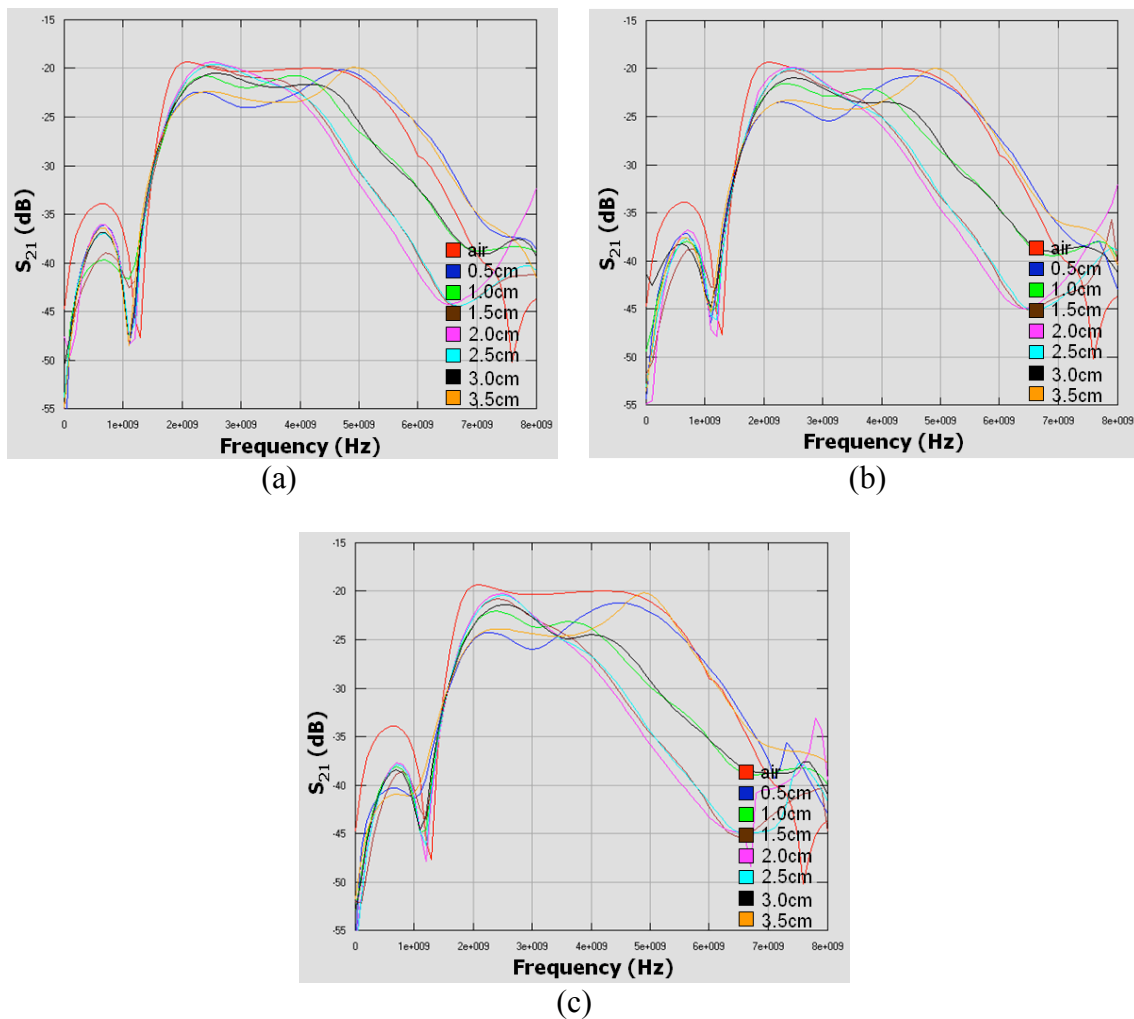 -15
-20
-25
-30
-35
-40
-45
-50
-55
S21 (dB)
air
0.5cm
1.0cm
1.5cm
2.0cm
2.5cm
3.0cm
3.5cm
0 1e+009 2e+009 3e+009 4e+009 5e+009 6e+009 7e+009 8e+009
Frequency (Hz)
(a)
-15
-20
-25
-30
-35
-40
-45
-50
-55
S21 (dB)
air
0.5cm
1.0cm
1.5cm
2.0cm
2.5cm
3.0cm
3.5cm
0 1e+009 2e+009 3e+009 4e+009 5e+009 6e+009 7e+009 8e+009
Frequency (Hz)
(b)
-15
-20
-25
-30
-35
-40
-45
-50
-55
S21 (dB)
air
0.5cm
1.0cm
1.5cm
2.0cm
2.5cm
3.0cm
3.5cm
0 1e+009 2e+009 3e+009 4e+009 5e+009 6e+009 7e+009 8e+009
Frequency (Hz)
(c)